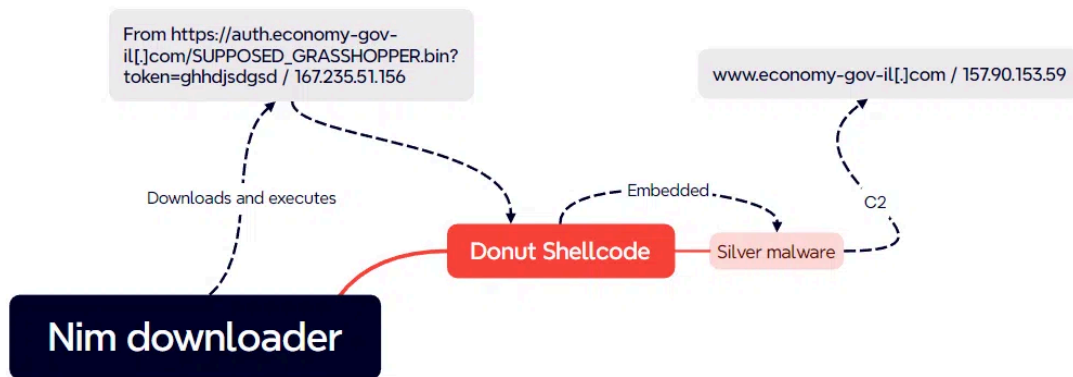 From https://auth.economy-gov-
il[.]com/SUPPOSED_GRASSHOPPER.bin?
token=ghhdjsdgsd / 167.235.51.156
www.economy-gov-il[.]com / 157.90.153.59
Downloads and executes
Embedded
C2
Donut Shellcode
Silver malware
Nim downloader